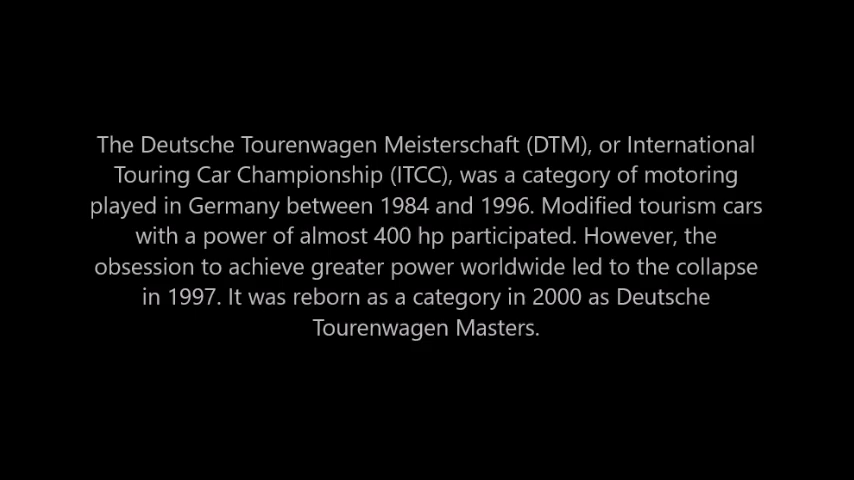 The Deutsche Tourenwagen Meisterschaft (DTM), or International
Touring Car Championship (ITCC), was a category of motoring
played in Germany between 1984 and 1996. Modified tourism cars
with a power of almost 400 hp participated. However, the
obsession to achieve greater power worldwide led to the collapse
in 1997. It was reborn as a category in 2000 as Deutsche
Tourenwagen Masters.